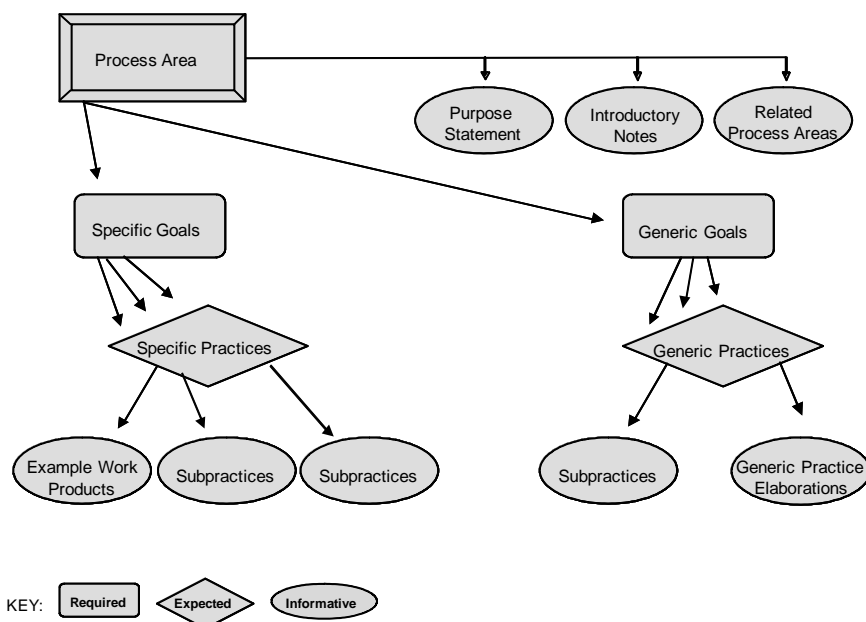 Process Area
Purpose
Statement
Introductory
Notes
Related
Process Areas
Specific Goals
Generic Goals
Specific Practices
Generic Practices
Example Work
Products
Subpractices
Subpractices
Subpractices
Generic Practice
Elaborations
KEY:
Required
Expected
Informative